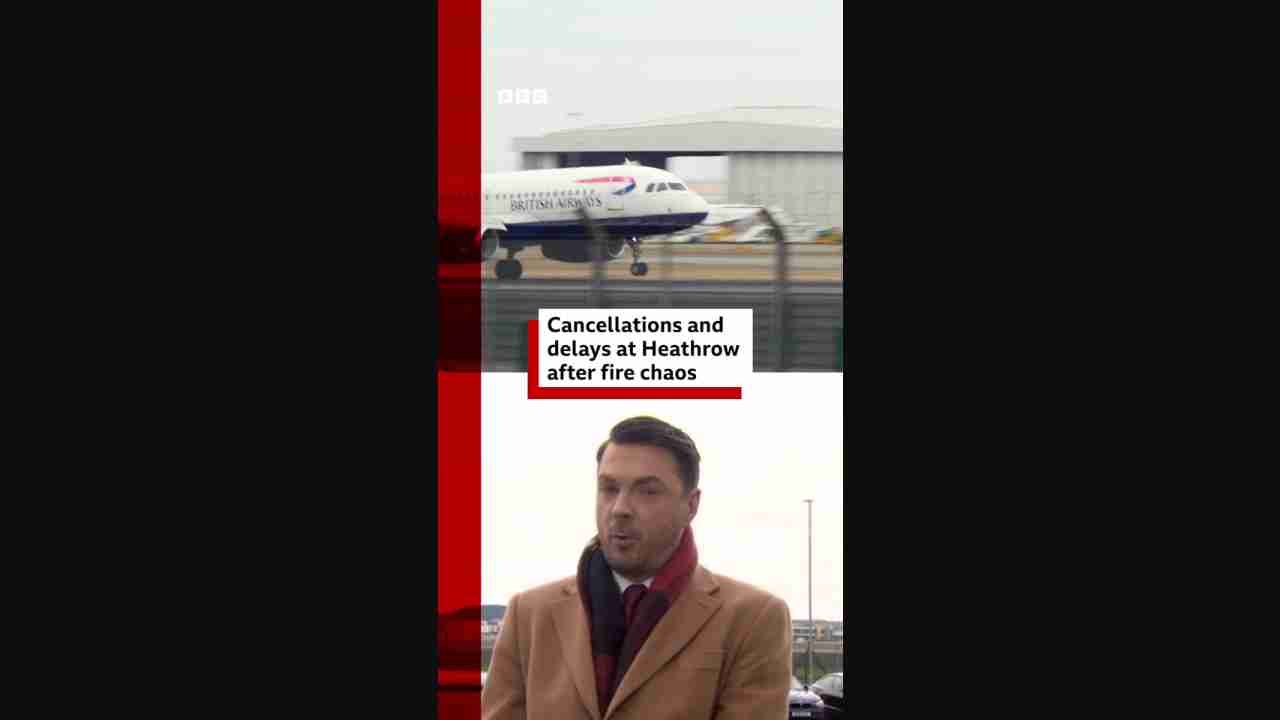 BBC
BRITISH AIRWAYS
Cancellations and
delays at Heathrow
after fire chaos